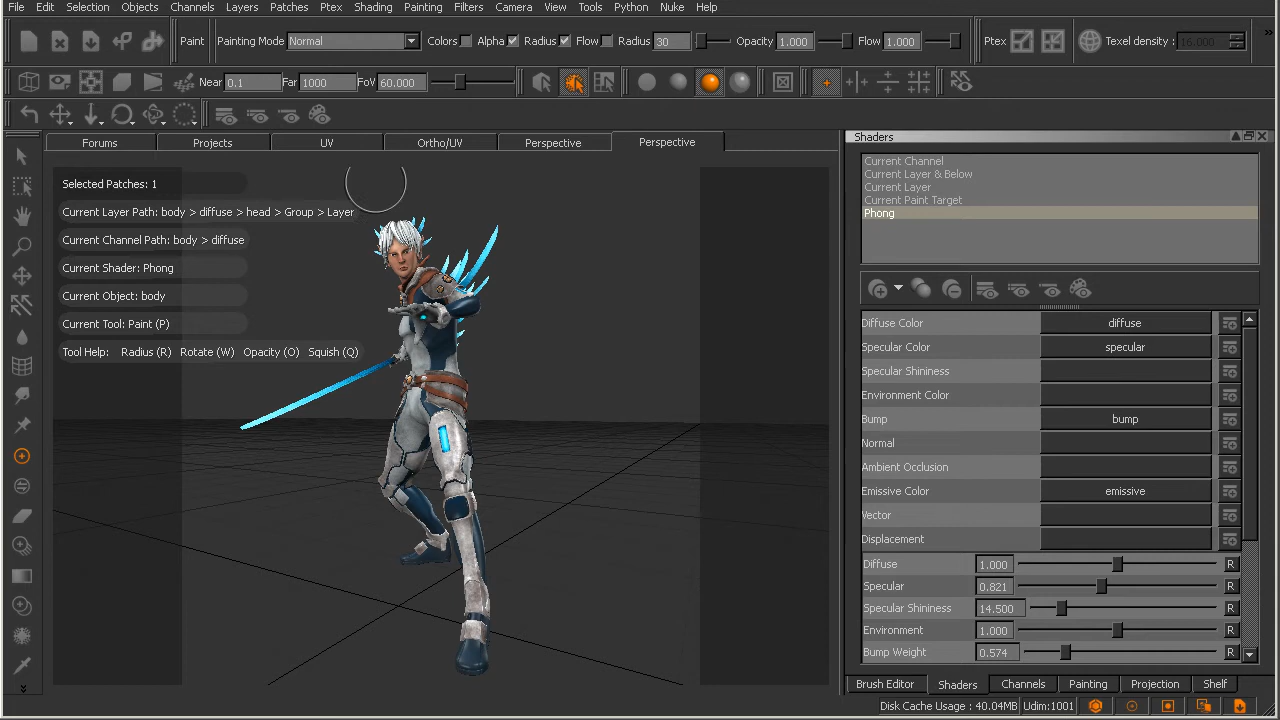 File Edit Selection Objects Channels Layers Patches Ptex Shading Painting Filters Camera View Tools Python Nuke Help
Paint Painting Mode Normal Colors Alpha Radius Flow Radius 30 Opacity 1.000 Flow 1.000 Ptex Texel density : 16.000
Near 0.1 Far 1000 FoV 60.000
Forums Projects UV Ortho/UV Perspective Perspective
Selected Patches: 1
Current Layer Path: body > diffuse > head > Group > Layer
Current Channel Path: body > diffuse
Current Shader: Phong
Current Object: body
Current Tool: Paint (P)
Tool Help: Radius (R) Rotate (W) Opacity (O) Squish (Q)
Shaders
Current Channel
Current Layer & Below
Current Layer
Current Paint Target
Phong
Diffuse Color diffuse
Specular Color specular
Specular Shininess
Environment Color
Bump bump
Normal
Ambient Occlusion
Emissive Color emissive
Vector
Displacement
Diffuse 1.000 R
Specular 0.821 R
Specular Shininess 14.500 R
Environment 1.000 R
Bump Weight 0.574 R
Brush Editor Shaders Channels Painting Projection Shelf
Disk Cache Usage : 40.04MB Udim:1001